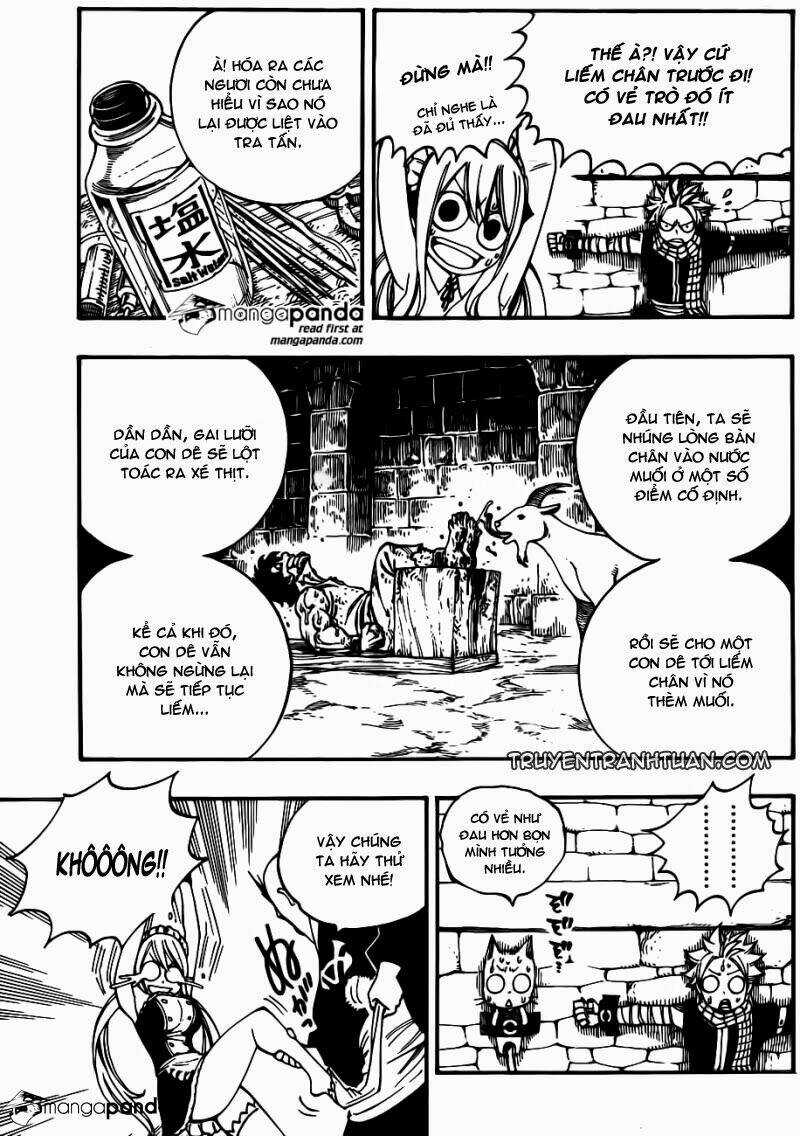 THẾ À?! VẬY CỨ
LIẾM CHÂN TRƯỚC ĐI!
CÓ VẺ TRÒ ĐÓ ÍT
ĐAU NHẤT!!
ĐỪNG MÀ!!
CHỈ NGHE LÀ
ĐÃ ĐỦ THẤY...
À! HÓA RA CÁC
NGƯƠI CÒN CHƯA
HIỂU VÌ SAO NÓ
LẠI ĐƯỢC LIỆT VÀO
TRA TẤN.
塩水
Salt Water
mangapanda
read first at
mangapanda.com
ĐẦU TIÊN, TA SẼ
NHÚNG LÒNG BÀN
CHÂN VÀO NƯỚC
MUỐI Ở MỘT SỐ
ĐIỂM CỐ ĐỊNH.
RỒI SẼ CHO MỘT
CON DÊ TỚI LIẾM
CHÂN VÌ NÓ
THÈM MUỐI.
DẦN DẦN, GAI LƯỠI
CỦA CON DÊ SẼ LỘT
TOÁC RA XÉ THỊT.
KỂ CẢ KHI ĐÓ,
CON DÊ VẪN
KHÔNG NGỪNG LẠI
MÀ SẼ TIẾP TỤC
LIẾM...
TRUYENTRANHTUAN.COM
CÓ VẺ NHƯ
ĐAU HƠN BỌN
MÌNH TƯỞNG
NHIỀU.
VẬY CHÚNG
TA HÃY THỬ
XEM NHÉ!
KHÔÔÔNG!!
mangapanda